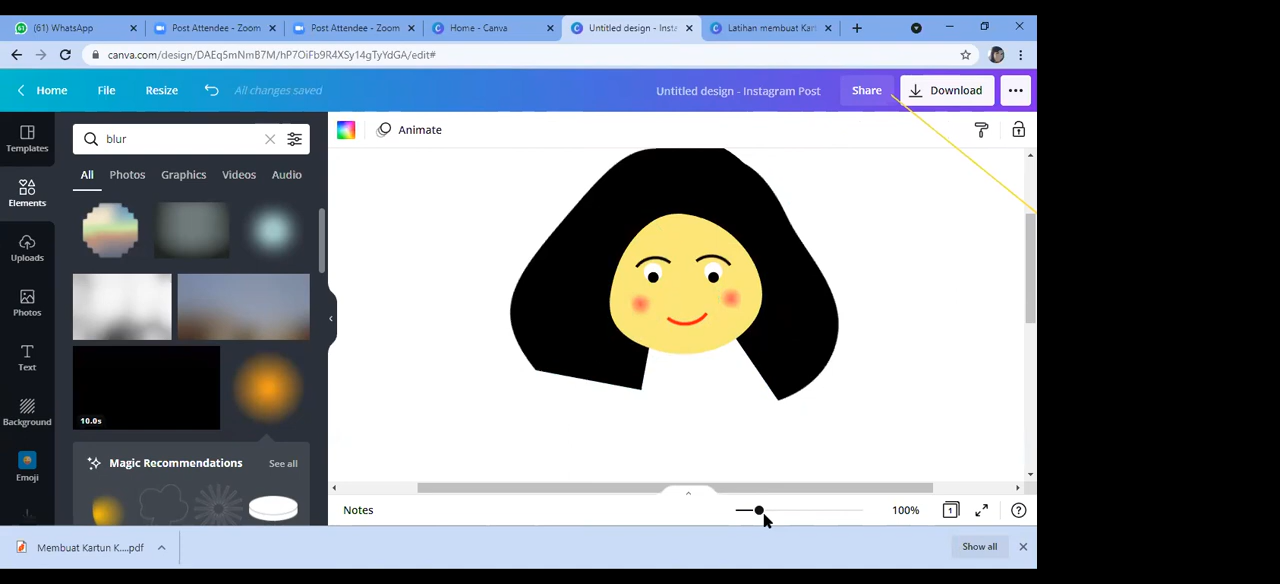 (61) WhatsApp
Post Attendee - Zoom
Post Attendee - Zoom
Home - Canva
Untitled design - Insta
Latihan membuat Kar
canva.com/design/DAEq5mNmB7M/hP7OiFb9R4XSy14gTyYdGA/edit#
Home
File
Resize
All changes saved
Untitled design - Instagram Post
Share
Download
Templates
Elements
Uploads
Photos
Text
Background
Emoji
blur
All
Photos
Graphics
Videos
Audio
10.0s
Magic Recommendations
See all
Animate
Notes
100%
1
Membuat Kartun K....pdf
Show all